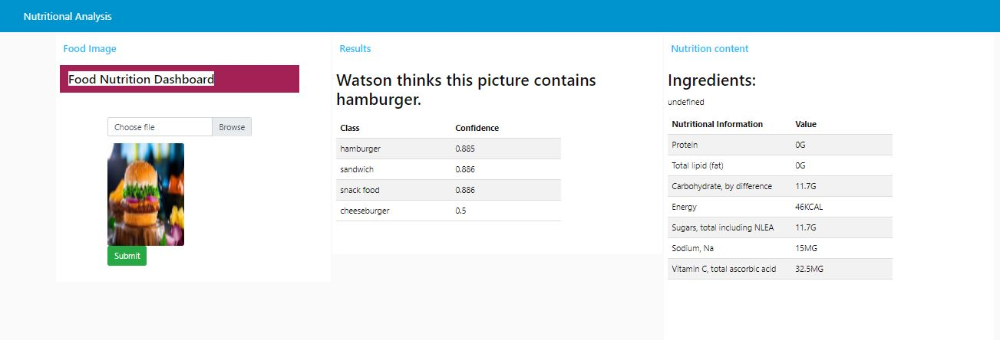 Nutritional Analysis
Food Image
Food Nutrition Dashboard
Choose file Browse
Submit
Results
Watson thinks this picture contains
hamburger.
Class Confidence
hamburger 0.885
sandwich 0.886
snack food 0.886
cheeseburger 0.5
Nutrition content
Ingredients:
undefined
Nutritional Information Value
Protein 0G
Total lipid (fat) 0G
Carbohydrate, by difference 11.7G
Energy 46KCAL
Sugars, total including NLEA 11.7G
Sodium, Na 15MG
Vitamin C, total ascorbic acid 32.5MG